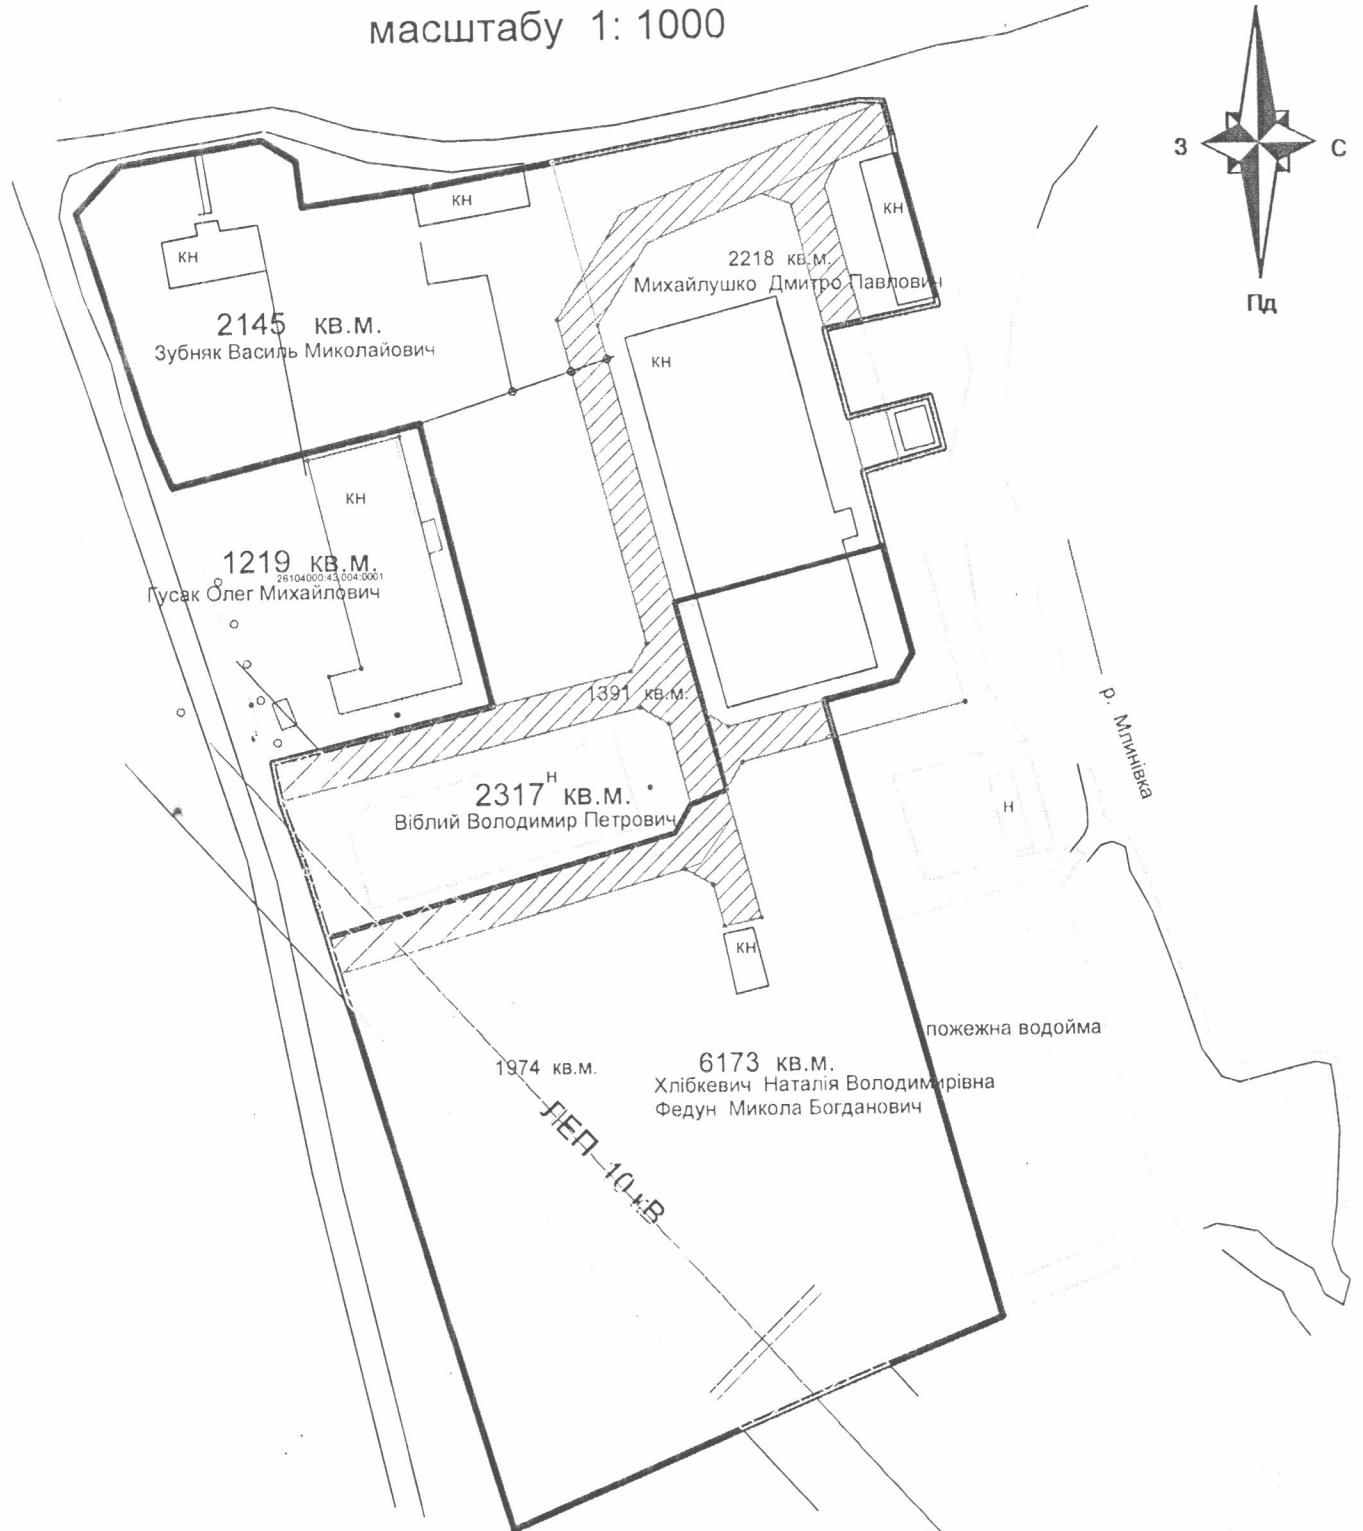 масштабу 1: 1000
З
С
Пд
кн
кн
кн
2218 кв.м.
Михайлушко Дмитро Павлович
2145 кв.м.
Зубняк Василь Миколайович
кн
кн
1219 кв.м.
26104000:43:004:0001
Гусак Олег Михайлович
1391 кв.м.
р. Млинівка
н
2317 кв.м.
Віблий Володимир Петрович
н
кн
пожежна водойма
1974 кв.м.
6173 кв.м.
Хлібкевич Наталія Володимирівна
Федун Микола Богданович
ЛЕП 10 кВ